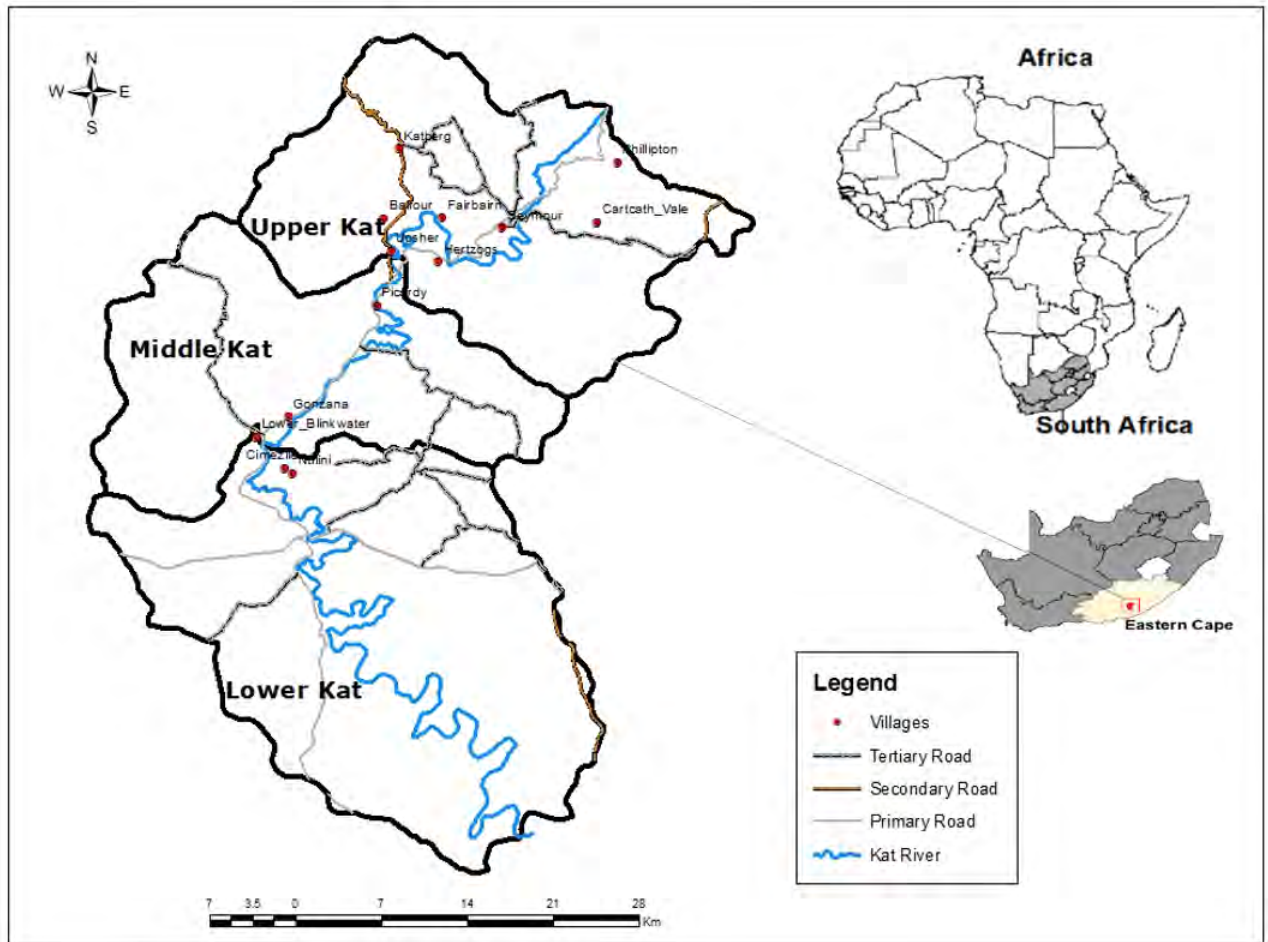 N
W E
S
Africa
Katberg
Phillipton
Balfour
Fairbairn
Seymour
Cartcath_Vale
Upper Kat
Upsher
Hertzogs
Picardy
Middle Kat
Gonzana
Lower_Blinkwater
South Africa
Ntilini
Eastern Cape
Lower Kat
Legend
Villages
Tertiary Road
Secondary Road
Primary Road
Kat River
7 3.5 0 7 14 21 28
Km